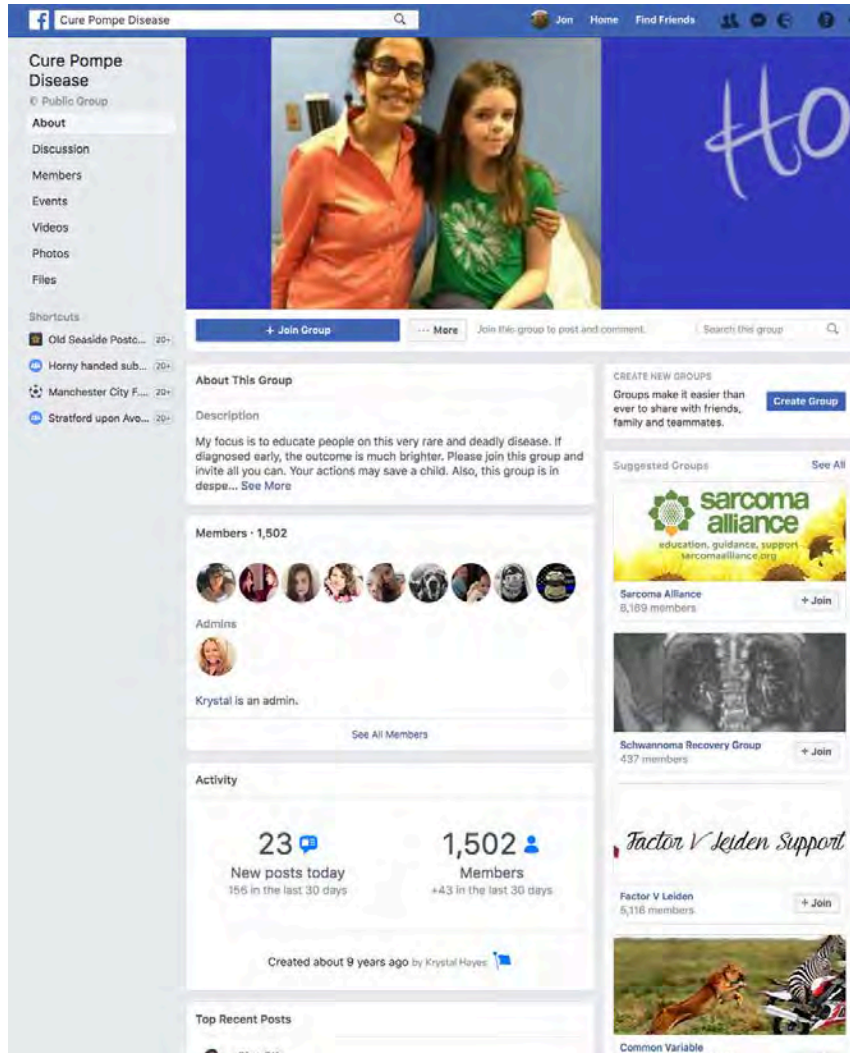 Cure Pompe Disease
Jon Home Find Friends
Cure Pompe
Disease
Public Group
About
Discussion
Members
Events
Videos
Photos
Files
Shortcuts
Old Seaside Postc... 20+
Horny handed sub... 20+
Manchester City F.... 20+
Stratford upon Avo... 20+
Ho
+ Join Group
··· More
Join this group to post and comment.
Search this group
About This Group
Description
My focus is to educate people on this very rare and deadly disease. If
diagnosed early, the outcome is much brighter. Please join this group and
invite all you can. Your actions may save a child. Also, this group is in
despe... See More
Members · 1,502
Admins
Krystal is an admin.
See All Members
Activity
23
New posts today
156 in the last 30 days
1,502
Members
+43 in the last 30 days
Created about 9 years ago by Krystal Hayes
Top Recent Posts
CREATE NEW GROUPS
Groups make it easier than
ever to share with friends,
family and teammates.
Create Group
Suggested Groups
See All
sarcoma
alliance
education, guidance, support
sarcomaalliance.org
Sarcoma Alliance
+ Join
Schwannoma Recovery Group
437 members
+ Join
Factor V Leiden Support
Factor V Leiden
5,116 members
+ Join
Common Variable